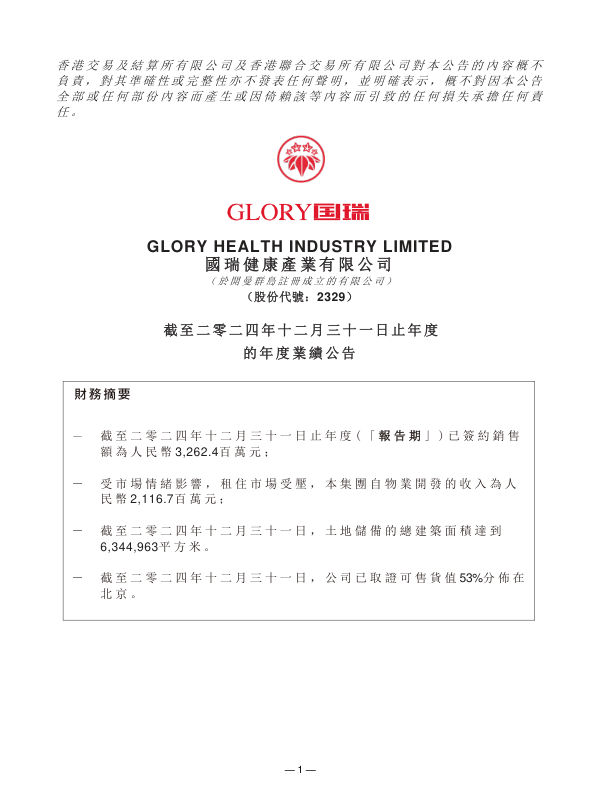 香港交易及結算所有限公司及香港聯合交易所有限公司對本公告的內容概不
負責，對其準確性或完整性亦不發表任何聲明，並明確表示，概不對因本公告
全部或任何部份內容而產生或因倚賴該等內容而引致的任何損失承擔任何責
任。
GLORY国瑞
GLORY HEALTH INDUSTRY LIMITED
國瑞健康產業有限公司
（於開曼群島註冊成立的有限公司）
（股份代號：2329）
截至二零二四年十二月三十一日止年度
的年度業績公告
財務摘要
— 截至二零二四年十二月三十一日止年度（「報告期」）已簽約銷售
額為人民幣3,262.4百萬元；
— 受市場情緒影響，租住市場受壓，本集團自物業開發的收入為人
民幣2,116.7百萬元；
— 截至二零二四年十二月三十一日，土地儲備的總建築面積達到
6,344,963平方米。
— 截至二零二四年十二月三十一日，公司已取證可售貨值53%分佈在
北京。
— 1 —